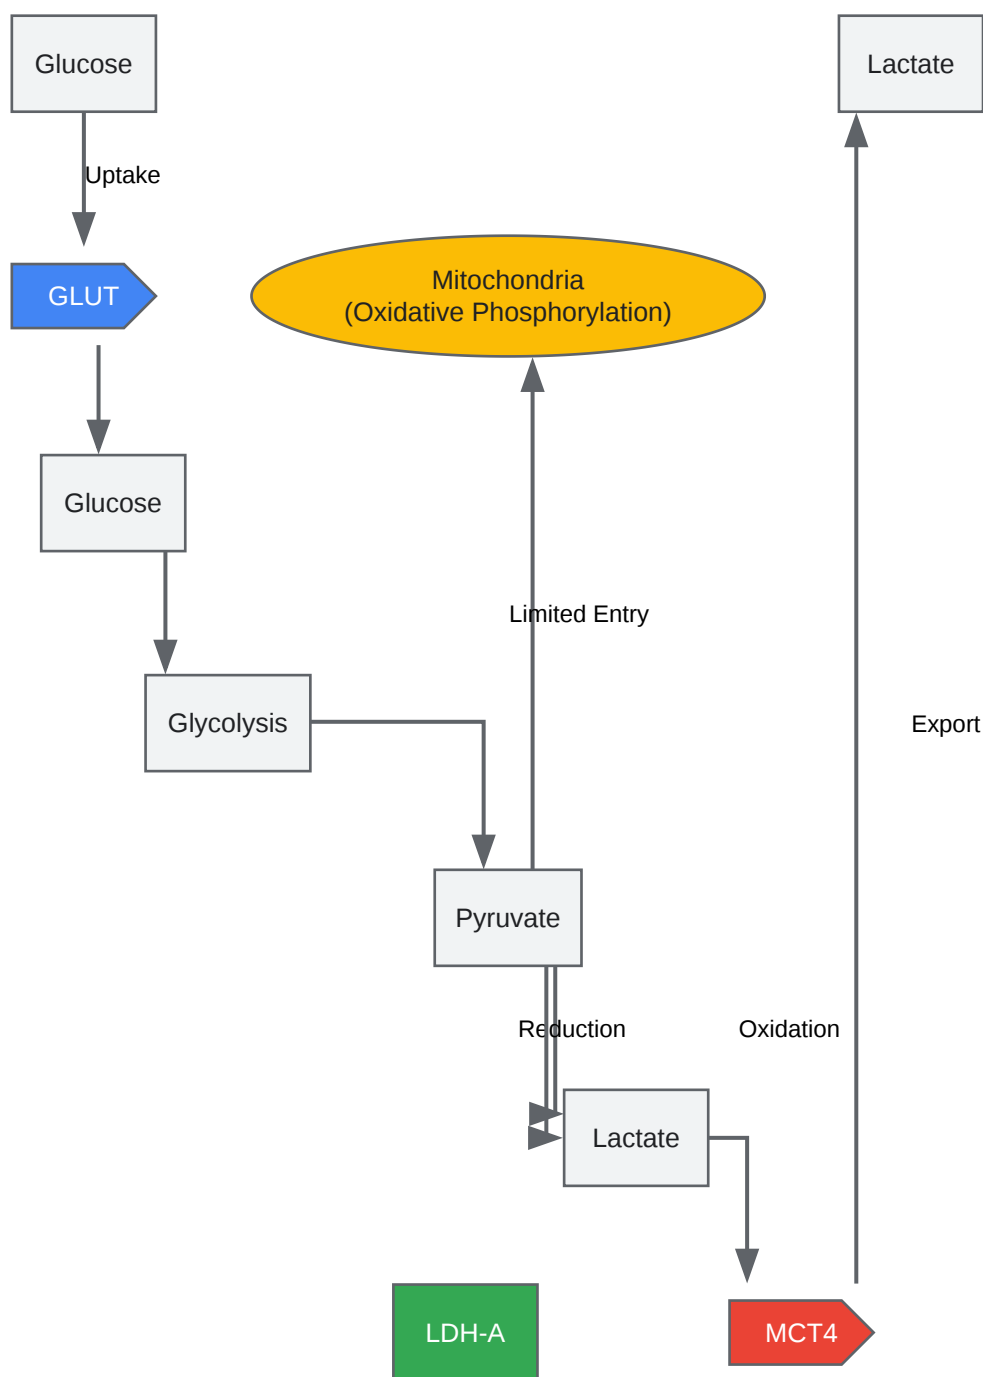 Glucose
Lactate
Uptake
GLUT
Mitochondria
(Oxidative Phosphorylation)
Glucose
Limited Entry
Glycolysis
Export
Pyruvate
Reduction
Oxidation
Lactate
LDH-A
MCT4